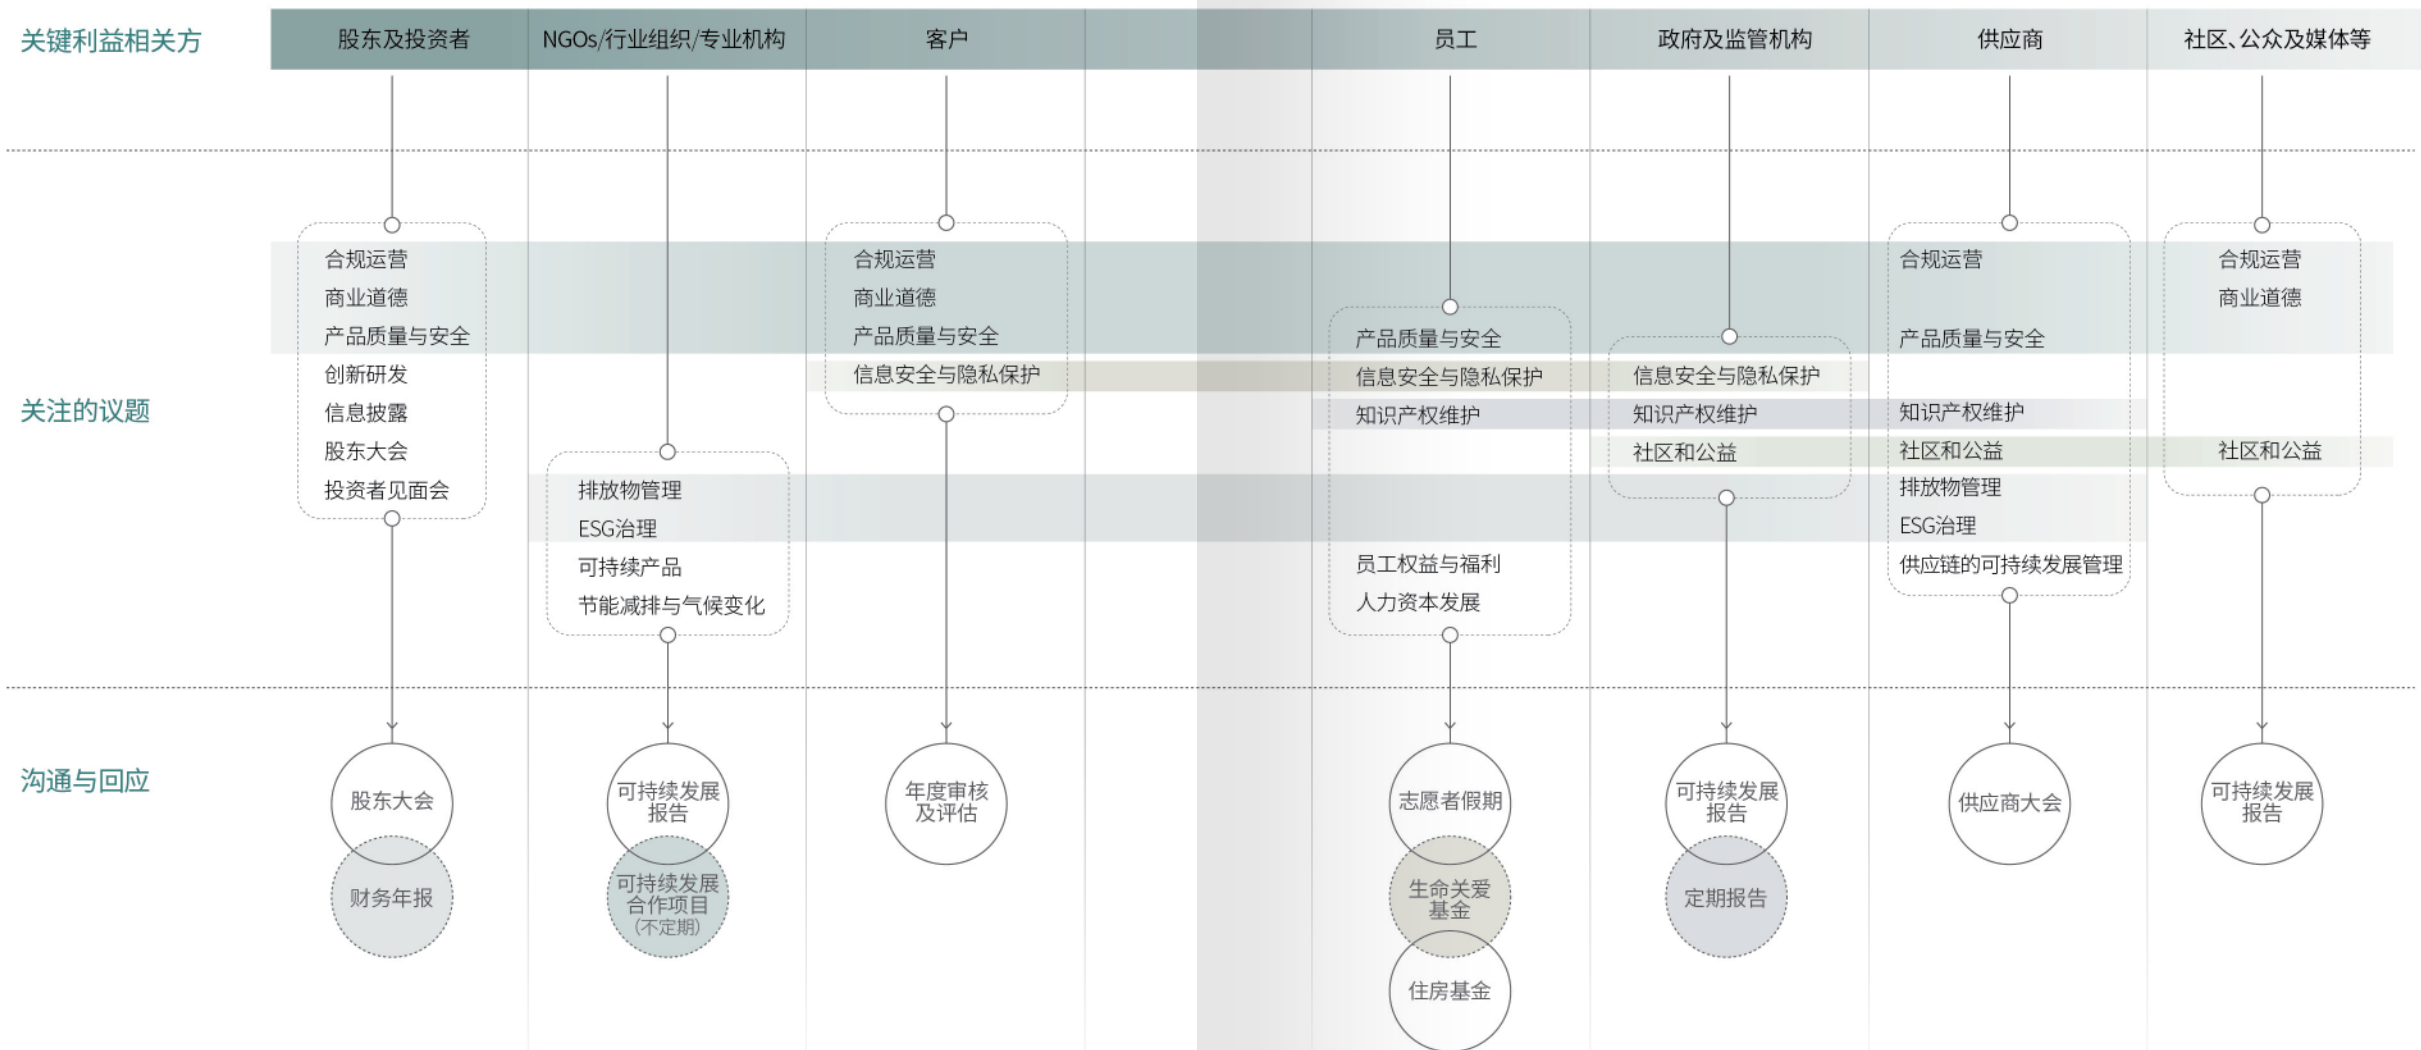 关键利益相关方
股东及投资者
NGOs/行业组织/专业机构
客户
员工
政府及监管机构
供应商
社区、公众及媒体等
关注的议题
合规运营
商业道德
产品质量与安全
创新研发
信息披露
股东大会
投资者见面会
排放物管理
ESG治理
可持续产品
节能减排与气候变化
合规运营
商业道德
产品质量与安全
信息安全与隐私保护
产品质量与安全
信息安全与隐私保护
知识产权维护
员工权益与福利
人力资本发展
信息安全与隐私保护
知识产权维护
社区和公益
合规运营
产品质量与安全
知识产权维护
社区和公益
排放物管理
ESG治理
供应链的可持续发展管理
合规运营
商业道德
社区和公益
沟通与回应
股东大会
财务年报
可持续发展
报告
可持续发展
合作项目
（不定期）
年度审核
及评估
志愿者假期
生命关爱
基金
住房基金
可持续发展
报告
定期报告
供应商大会
可持续发展
报告